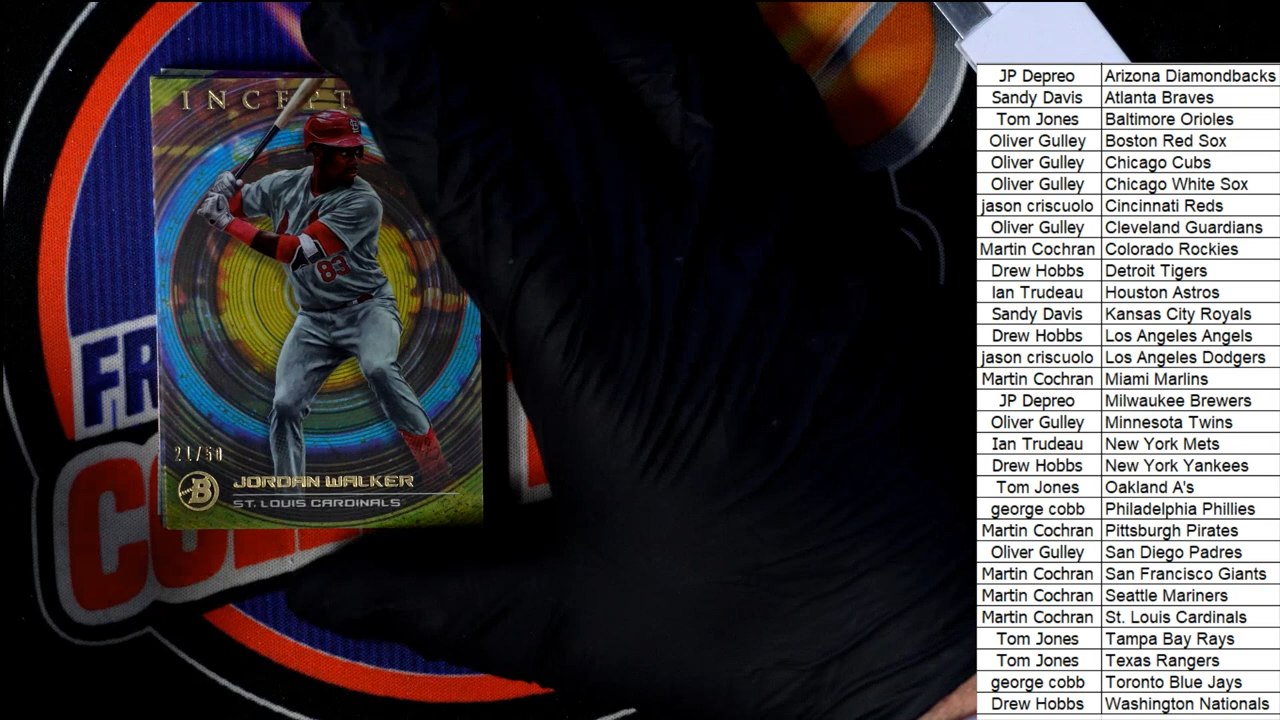 INCEPT
83
21/50
B
JORDAN WALKER
ST. LOUIS CARDINALS
FR
CO
JP Depreo Arizona Diamondbacks
Sandy Davis Atlanta Braves
Tom Jones Baltimore Orioles
Oliver Gulley Boston Red Sox
Oliver Gulley Chicago Cubs
Oliver Gulley Chicago White Sox
jason criscuolo Cincinnati Reds
Oliver Gulley Cleveland Guardians
Martin Cochran Colorado Rockies
Drew Hobbs Detroit Tigers
Ian Trudeau Houston Astros
Sandy Davis Kansas City Royals
Drew Hobbs Los Angeles Angels
jason criscuolo Los Angeles Dodgers
Martin Cochran Miami Marlins
JP Depreo Milwaukee Brewers
Oliver Gulley Minnesota Twins
Ian Trudeau New York Mets
Drew Hobbs New York Yankees
Tom Jones Oakland A's
george cobb Philadelphia Phillies
Martin Cochran Pittsburgh Pirates
Oliver Gulley San Diego Padres
Martin Cochran San Francisco Giants
Martin Cochran Seattle Mariners
Martin Cochran St. Louis Cardinals
Tom Jones Tampa Bay Rays
Tom Jones Texas Rangers
george cobb Toronto Blue Jays
Drew Hobbs Washington Nationals